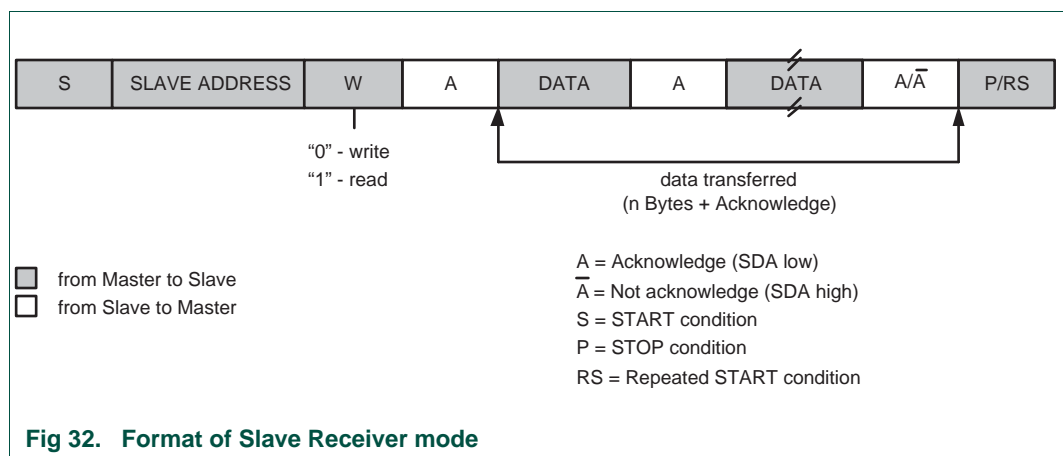 S SLAVE ADDRESS W A DATA A DATA A/A̅ P/RS
“0” - write
“1” - read
data transferred
(n Bytes + Acknowledge)
from Master to Slave
from Slave to Master
A = Acknowledge (SDA low)
A̅ = Not acknowledge (SDA high)
S = START condition
P = STOP condition
RS = Repeated START condition
Fig 32. Format of Slave Receiver mode